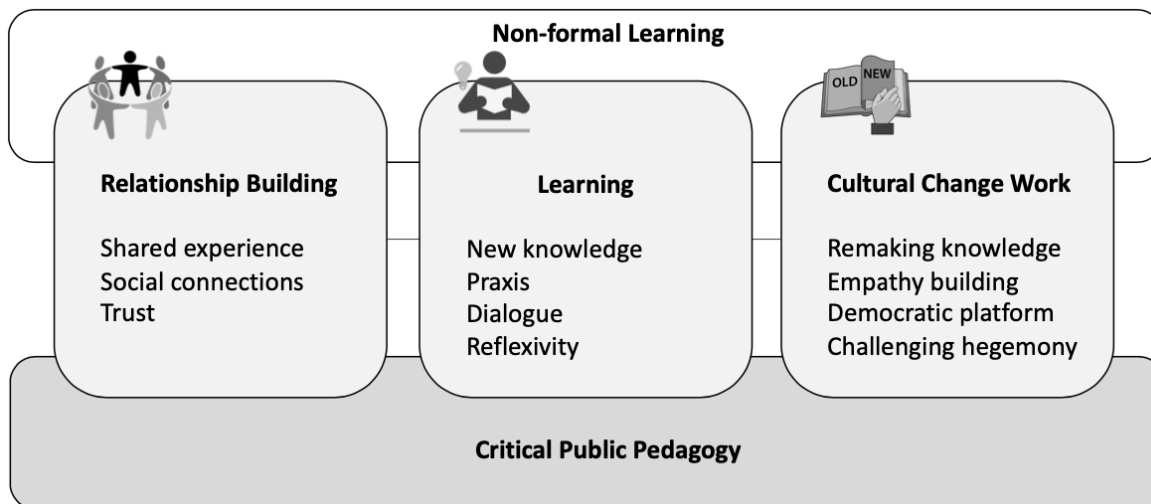 Non-formal Learning
OLD NEW
Relationship Building
Shared experience
Social connections
Trust
Learning
New knowledge
Praxis
Dialogue
Reflexivity
Cultural Change Work
Remaking knowledge
Empathy building
Democratic platform
Challenging hegemony
Critical Public Pedagogy